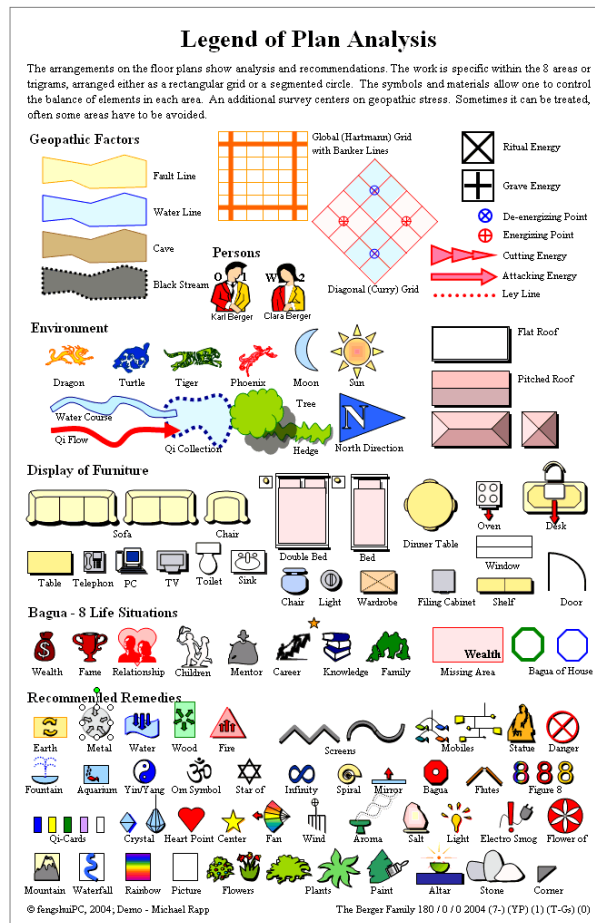 Legend of Plan Analysis
The arrangements on the floor plans show analysis and recommendations. The work is specific within the 8 areas or
trigrams, arranged either as a rectangular grid or a segmented circle. The symbols and materials allow one to control
the balance of elements in each area. An additional survey centers on geopathic stress. Sometimes it can be treated,
often some areas have to be avoided.
Geopathic Factors
Fault Line
Water Line
Cave
Black Stream
Global (Hartmann) Grid
with Banker Lines
Diagonal (Curry) Grid
Ritual Energy
Grave Energy
De-energizing Point
Energizing Point
Cutting Energy
Attacking Energy
Ley Line
Persons
O 1 W 2
Karl Berger Clara Berger
Environment
Dragon Turtle Tiger Phoenix Moon Sun
Water Course
Qi Flow
Qi Collection
Tree
Hedge
N
North Direction
Flat Roof
Pitched Roof
Display of Furniture
Sofa Chair Double Bed Bed Dinner Table Oven Desk
Window
Table Telephon PC TV Toilet Sink
Chair Light Wardrobe Filing Cabinet Shelf Door
Bagua - 8 Life Situations
$
Wealth Fame Relationship Children Mentor Career Knowledge Family
Wealth
Missing Area Bagua of House
Recommended Remedies
Earth Metal Water Wood Fire Screens Mobiles Statue Danger
8 8 8
Fountain Aquarium Yin/Yang Om Symbol Star of Infinity Spiral Mirror Bagua Flutes Figure 8
Qi-Cards Crystal Heart Point Center Fan Wind Aroma Salt Light Electro Smog Flower of
Mountain Waterfall Rainbow Picture Flowers Plants Paint Altar Stone Corner
© fengshuiPC, 2004; Demo - Michael Rapp The Berger Family 180 / 0 / 0 2004 (7-) (YP) (1) (T-Gs) (0)